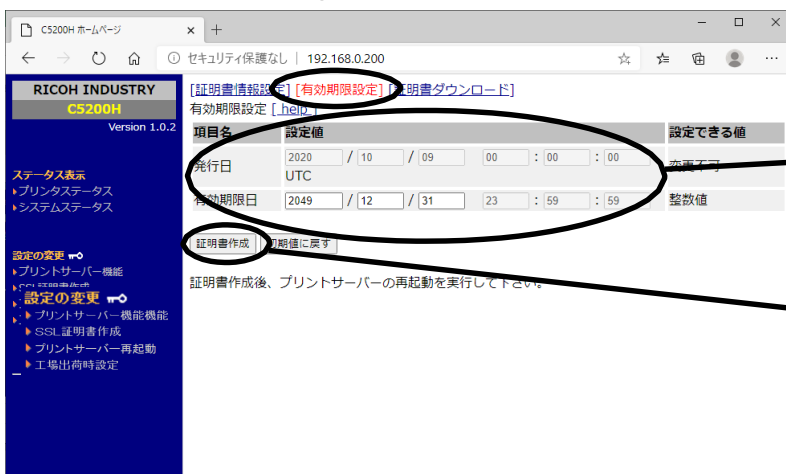 C5200H ホームページ
セキュリティ保護なし | 192.168.0.200
RICOH INDUSTRY
C5200H
Version 1.0.2
ステータス表示
プリンタステータス
システムステータス
設定の変更
プリントサーバー機能
設定の変更
プリントサーバー機能機能
SSL証明書作成
プリントサーバー再起動
工場出荷時設定
[証明書情報設定] [有効期限設定] [証明書ダウンロード]
有効期限設定 [ help ]
項目名 設定値 設定できる値
発行日 2020 / 10 / 09 00 : 00 : 00 UTC 変更不可
有効期限日 2049 / 12 / 31 23 : 59 : 59 整数値
証明書作成 初期値に戻す
証明書作成後、プリントサーバーの再起動を実行して下さい。